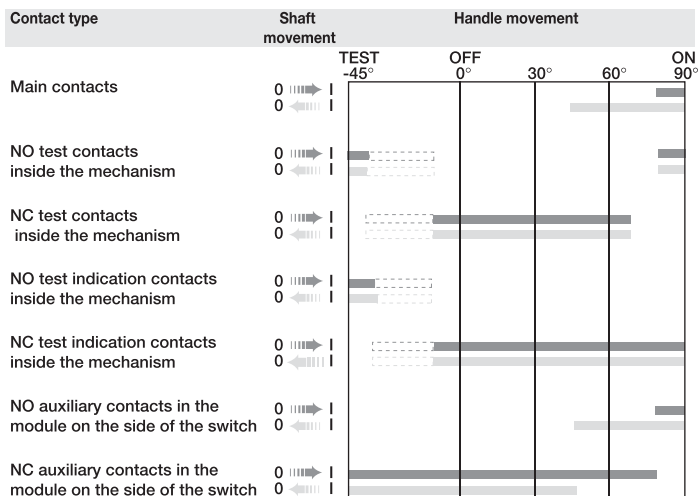 Contact type Shaft movement Handle movement
TEST OFF ON
-45° 0° 30° 60° 90°
Main contacts 0 I
0 I
NO test contacts 0 I
inside the mechanism 0 I
NC test contacts 0 I
inside the mechanism 0 I
NO test indication contacts 0 I
inside the mechanism 0 I
NC test indication contacts 0 I
inside the mechanism 0 I
NO auxiliary contacts in the 0 I
module on the side of the switch 0 I
NC auxiliary contacts in the 0 I
module on the side of the switch 0 I